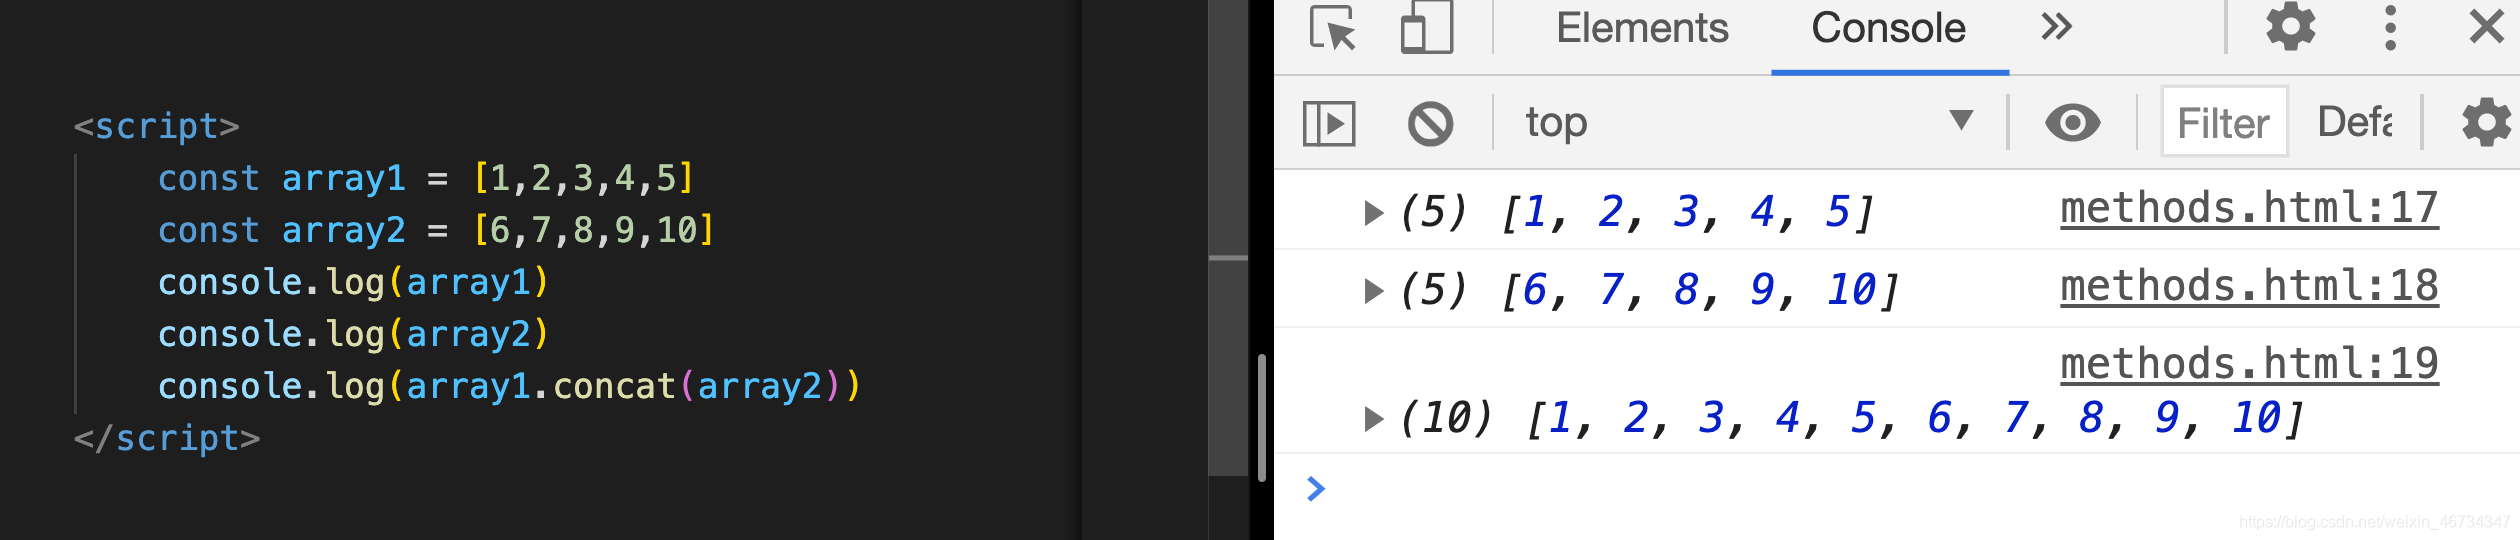 <script>
const array1 = [1,2,3,4,5]
const array2 = [6,7,8,9,10]
console.log(array1)
console.log(array2)
console.log(array1.concat(array2))
</script>
Elements Console
top Filter
(5) [1, 2, 3, 4, 5] methods.html:17
(5) [6, 7, 8, 9, 10] methods.html:18
methods.html:19
(10) [1, 2, 3, 4, 5, 6, 7, 8, 9, 10]
https://blog.csdn.net/weixin_46734347